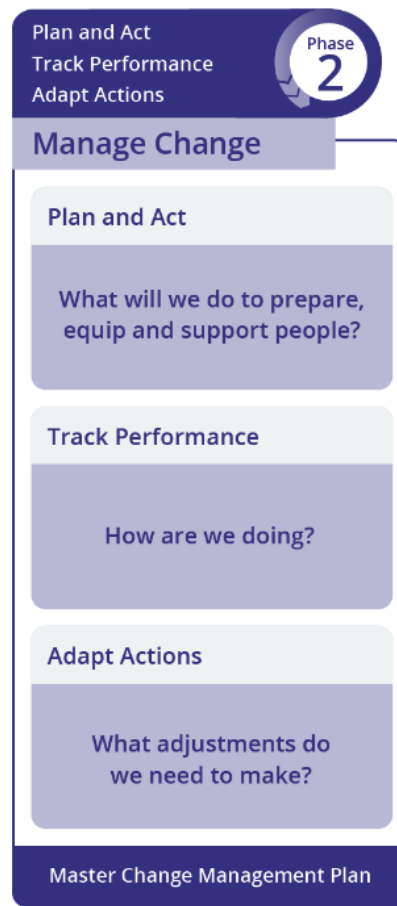 Plan and Act
Track Performance
Adapt Actions
Phase
2
Manage Change
Plan and Act
What will we do to prepare,
equip and support people?
Track Performance
How are we doing?
Adapt Actions
What adjustments do
we need to make?
Master Change Management Plan